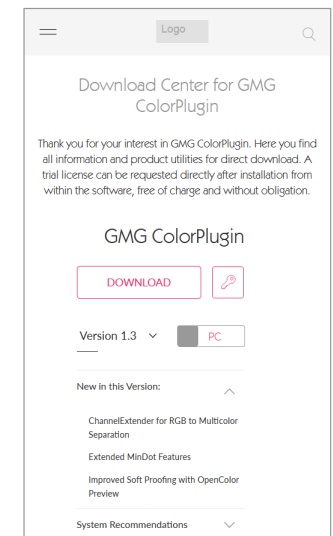 Logo
Download Center for GMG
ColorPlugin
Thank you for your interest in GMG ColorPlugin. Here you find
all information and product utilities for direct download. A
trial license can be requested directly after installation from
within the software, free of charge and without obligation.
GMG ColorPlugin
DOWNLOAD
Version 1.3
PC
New in this Version:
ChannelExtender for RGB to Multicolor
Separation
Extended MinDot Features
Improved Soft Proofing with OpenColor
Preview
System Recommendations